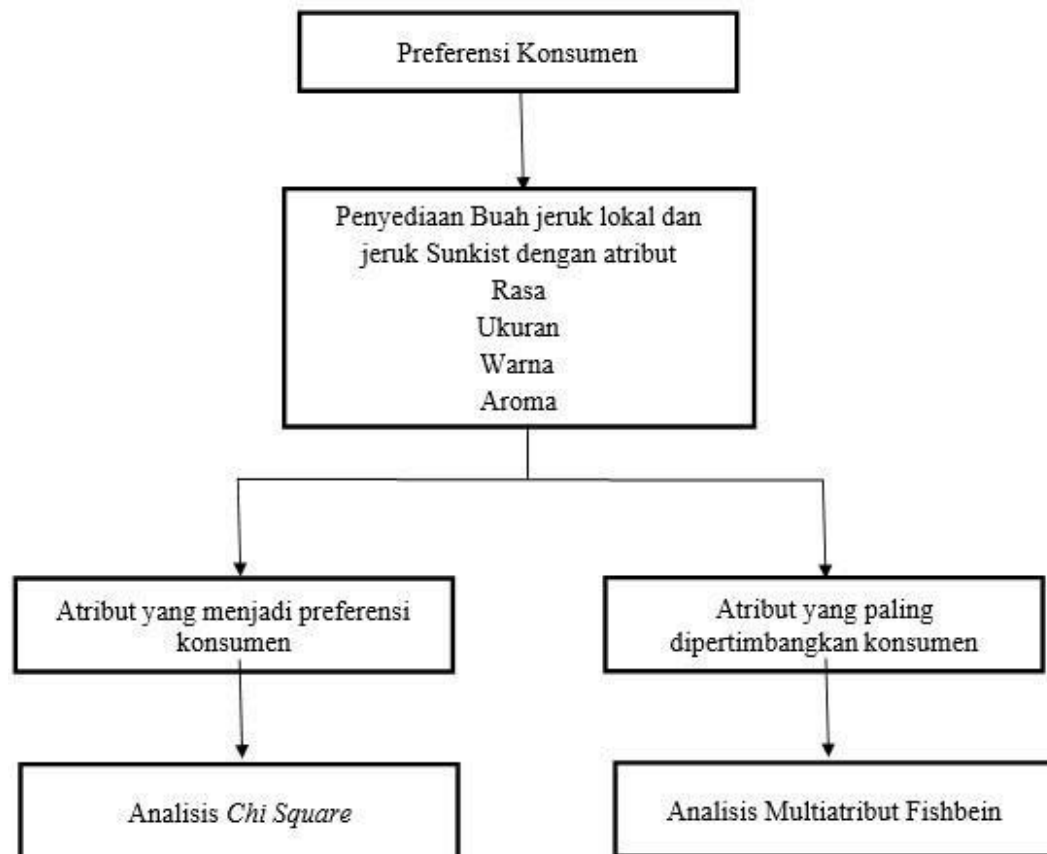 Preferensi Konsumen
Penyediaan Buah jeruk lokal dan
jeruk Sunkist dengan atribut
Rasa
Ukuran
Warna
Aroma
Atribut yang menjadi preferensi
konsumen
Atribut yang paling
dipertimbangkan konsumen
Analisis Chi Square
Analisis Multiatribut Fishbein